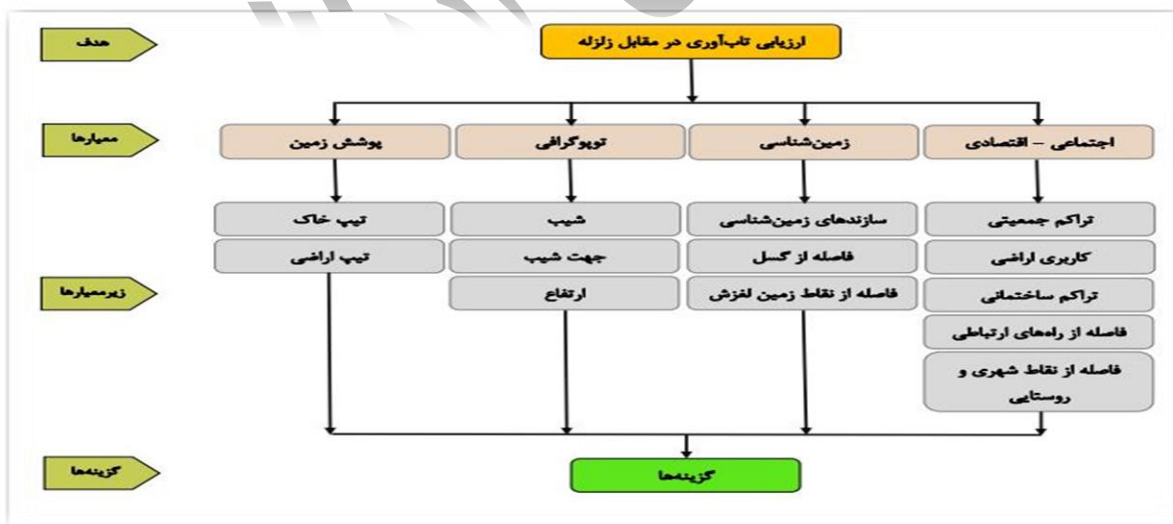 هدف
ارزیابی تاب‌آوری در مقابل زلزله
معیارها
اجتماعی – اقتصادی
زمین‌شناسی
توپوگرافی
پوشش زمین
زیرمعیارها
تراکم جمعیتی
کاربری اراضی
تراکم ساختمانی
فاصله از راه‌های ارتباطی
فاصله از نقاط شهری و
روستایی
سازندهای زمین‌شناسی
فاصله از گسل
فاصله از نقاط زمین لغزش
شیب
جهت شیب
ارتفاع
تیپ خاک
تیپ اراضی
گزینه‌ها
گزینه‌ها